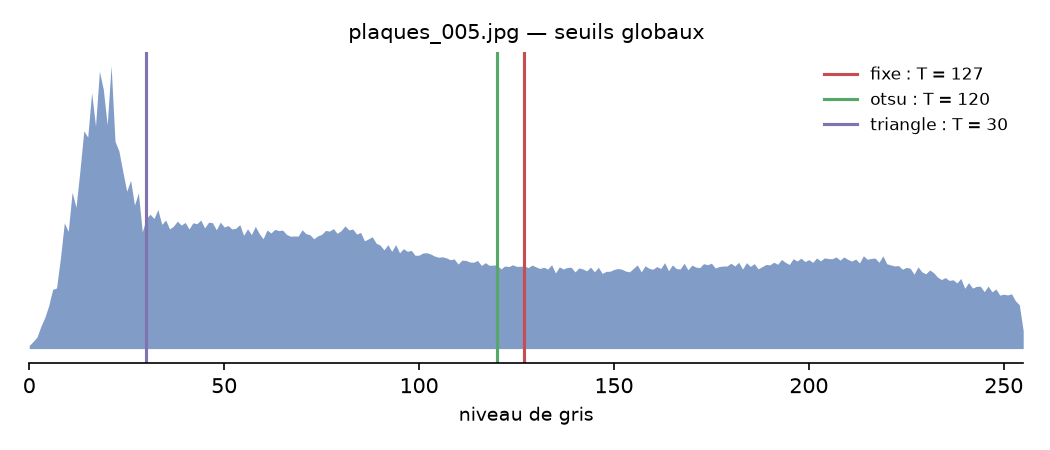 plaques_005.jpg — seuils globaux
fixe : T = 127
otsu : T = 120
triangle : T = 30
0 50 100 150 200 250
niveau de gris